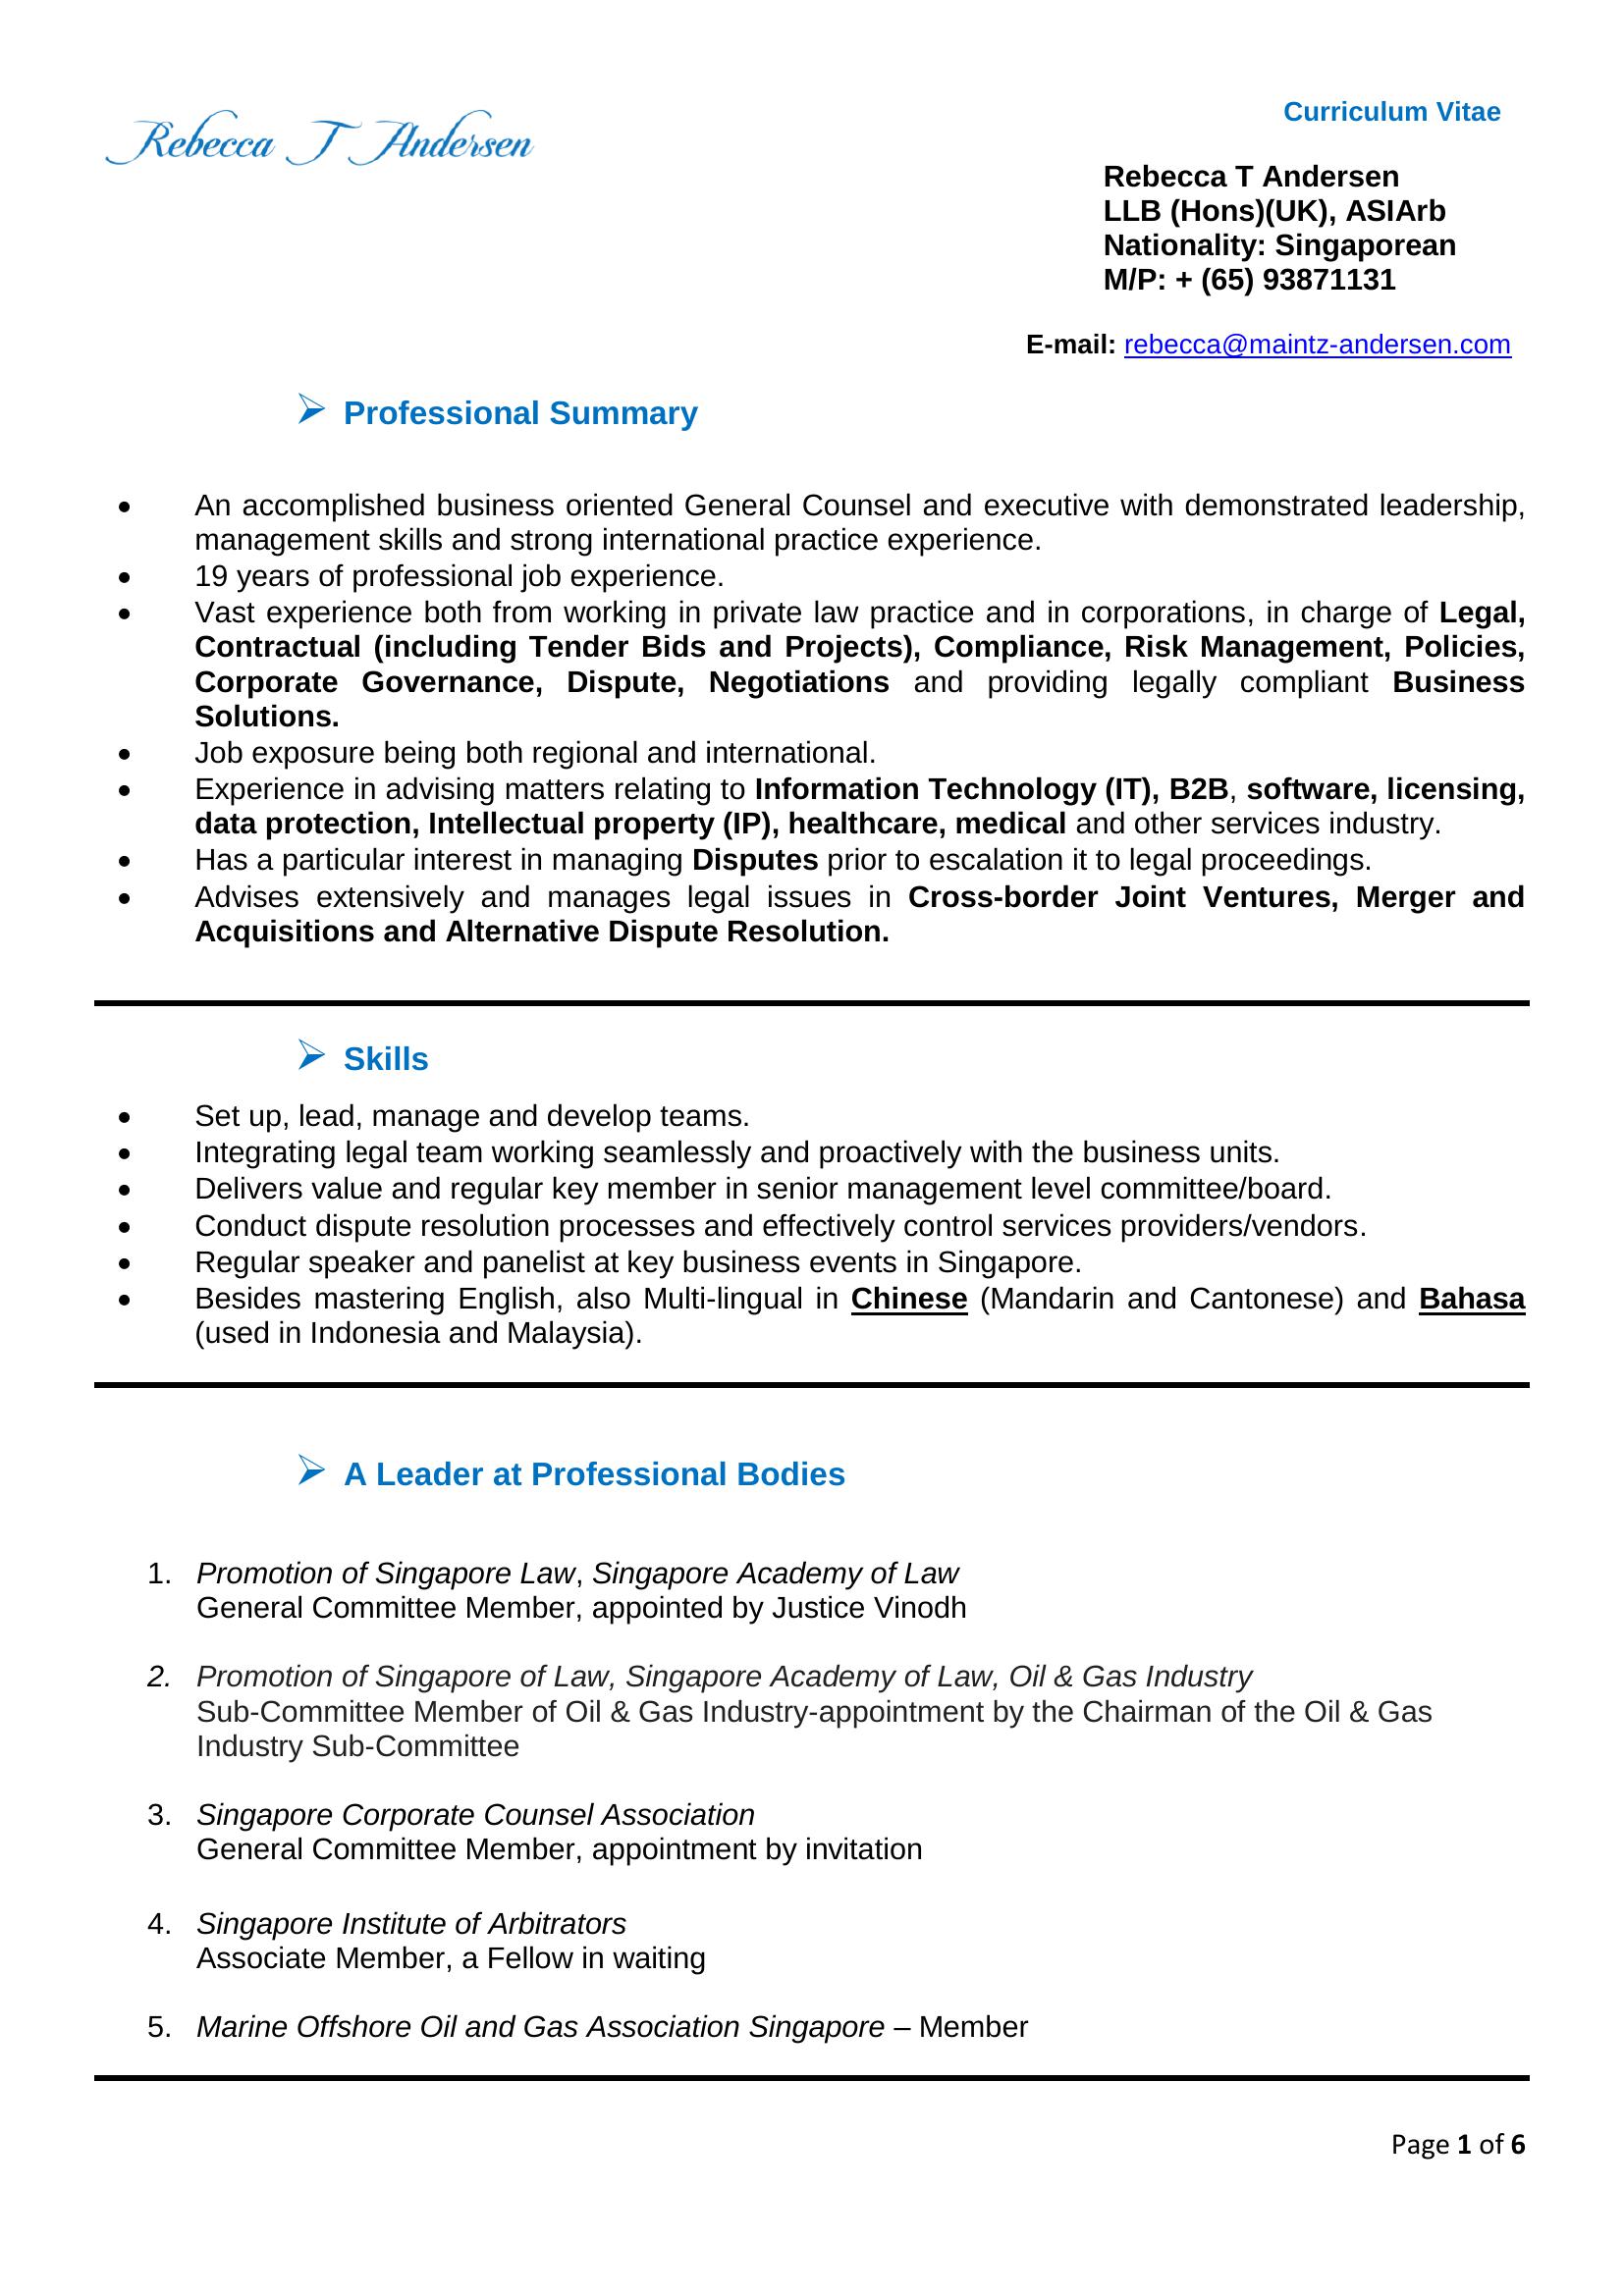 Rebecca T Andersen
Curriculum Vitae
Rebecca T Andersen
LLB (Hons)(UK), ASIArb
Nationality: Singaporean
M/P: + (65) 93871131
E-mail: rebecca@maintz-andersen.com
Professional Summary
• An accomplished business oriented General Counsel and executive with demonstrated leadership,
management skills and strong international practice experience.
• 19 years of professional job experience.
• Vast experience both from working in private law practice and in corporations, in charge of Legal,
Contractual (including Tender Bids and Projects), Compliance, Risk Management, Policies,
Corporate Governance, Dispute, Negotiations and providing legally compliant Business
Solutions.
• Job exposure being both regional and international.
• Experience in advising matters relating to Information Technology (IT), B2B, software, licensing,
data protection, Intellectual property (IP), healthcare, medical and other services industry.
• Has a particular interest in managing Disputes prior to escalation it to legal proceedings.
• Advises extensively and manages legal issues in Cross-border Joint Ventures, Merger and
Acquisitions and Alternative Dispute Resolution.
Skills
• Set up, lead, manage and develop teams.
• Integrating legal team working seamlessly and proactively with the business units.
• Delivers value and regular key member in senior management level committee/board.
• Conduct dispute resolution processes and effectively control services providers/vendors.
• Regular speaker and panelist at key business events in Singapore.
• Besides mastering English, also Multi-lingual in Chinese (Mandarin and Cantonese) and Bahasa
(used in Indonesia and Malaysia).
A Leader at Professional Bodies
1. Promotion of Singapore Law, Singapore Academy of Law
General Committee Member, appointed by Justice Vinodh
2. Promotion of Singapore of Law, Singapore Academy of Law, Oil & Gas Industry
Sub-Committee Member of Oil & Gas Industry-appointment by the Chairman of the Oil & Gas
Industry Sub-Committee
3. Singapore Corporate Counsel Association
General Committee Member, appointment by invitation
4. Singapore Institute of Arbitrators
Associate Member, a Fellow in waiting
5. Marine Offshore Oil and Gas Association Singapore – Member
Page 1 of 6